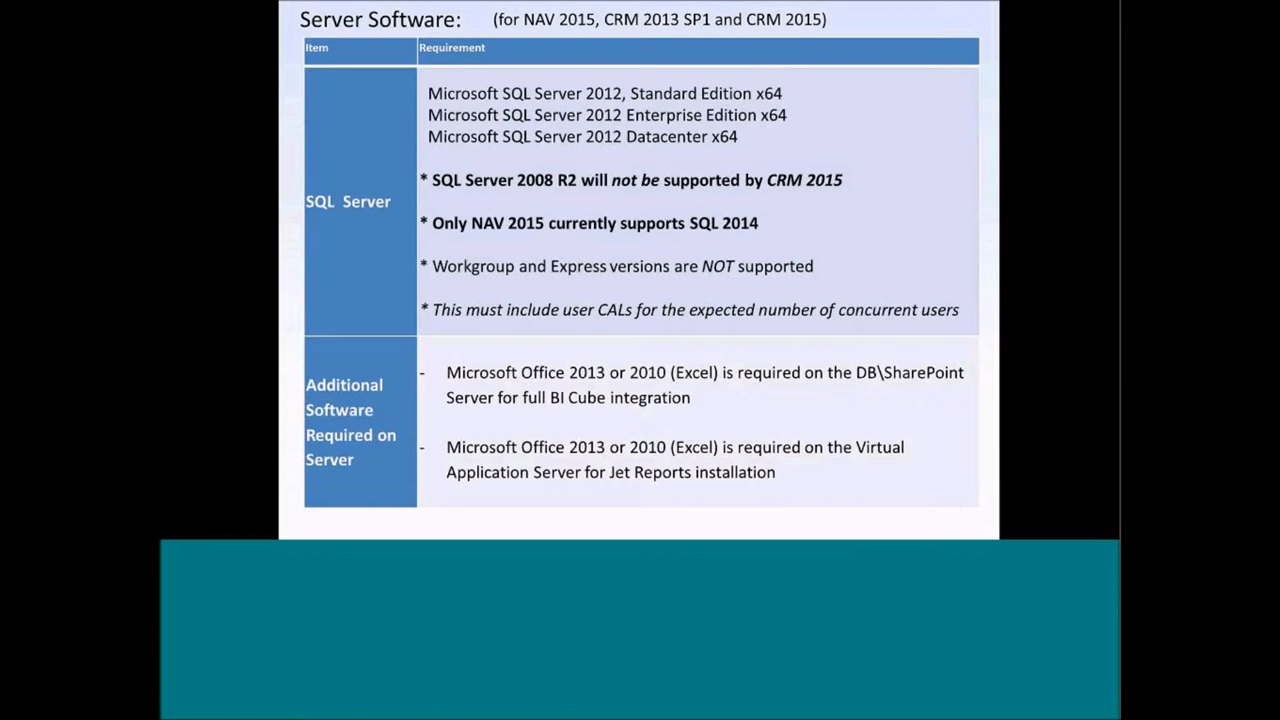 Server Software: (for NAV 2015, CRM 2013 SP1 and CRM 2015)
Item Requirement
Microsoft SQL Server 2012, Standard Edition x64
Microsoft SQL Server 2012 Enterprise Edition x64
Microsoft SQL Server 2012 Datacenter x64
* SQL Server 2008 R2 will not be supported by CRM 2015
SQL Server
* Only NAV 2015 currently supports SQL 2014
* Workgroup and Express versions are NOT supported
* This must include user CALs for the expected number of concurrent users
Additional
Software
Required on
Server
- Microsoft Office 2013 or 2010 (Excel) is required on the DB\SharePoint
Server for full BI Cube integration
- Microsoft Office 2013 or 2010 (Excel) is required on the Virtual
Application Server for Jet Reports installation